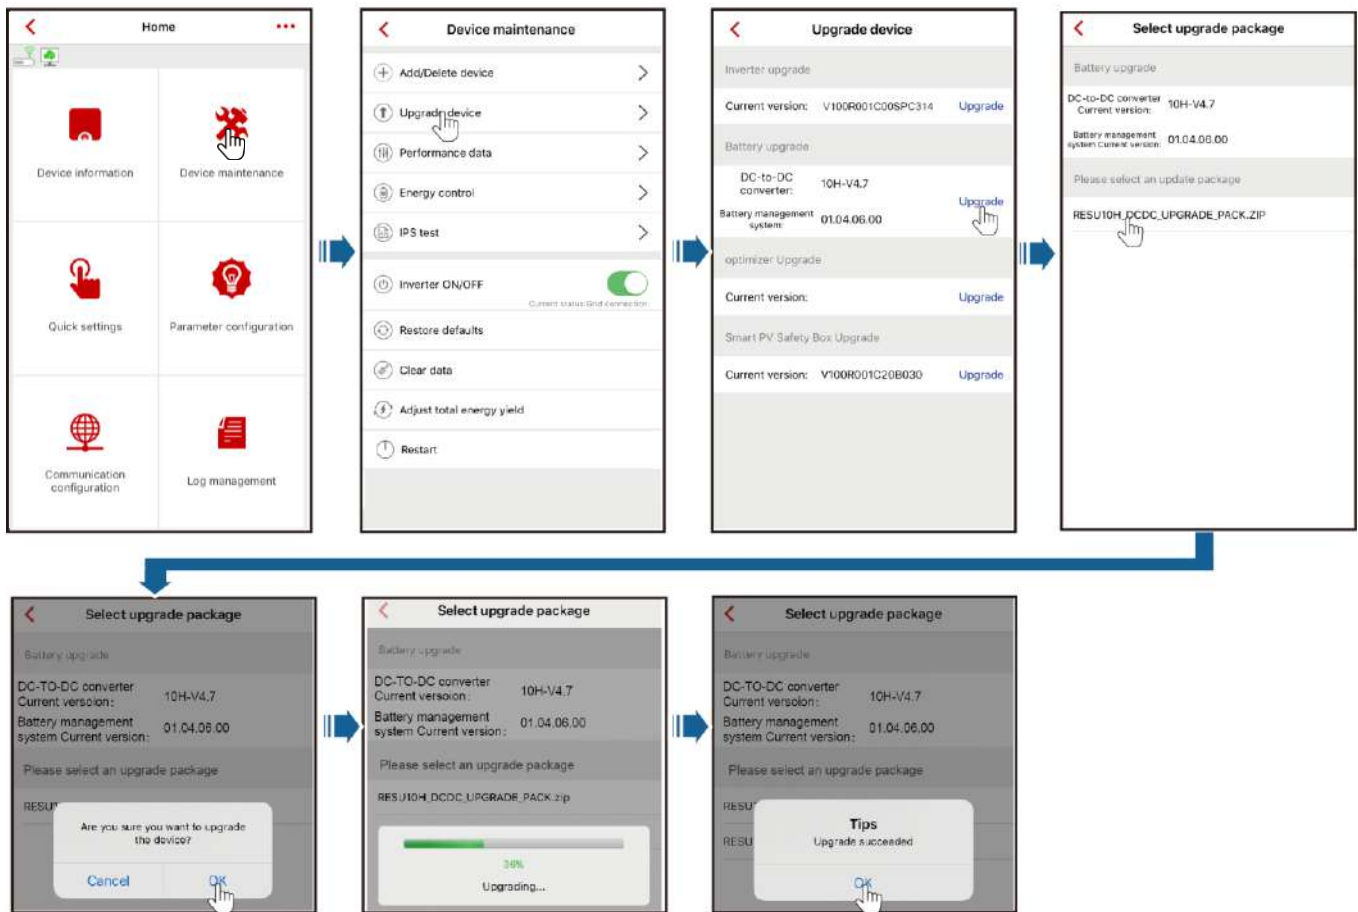 Home
Device information
Device maintenance
Quick settings
Parameter configuration
Communication
configuration
Log management
Device maintenance
Add/Delete device
Upgrade device
Performance data
Energy control
IPS test
Inverter ON/OFF
Current status:Grid connection
Restore defaults
Clear data
Adjust total energy yield
Restart
Upgrade device
Inverter upgrade
Current version: V100R001C00SPC314 Upgrade
Battery upgrade
DC-to-DC
converter: 10H-V4.7
Upgrade
Battery management
system: 01.04.06.00
optimizer Upgrade
Current version: Upgrade
Smart PV Safety Box Upgrade
Current version: V100R001C20B030 Upgrade
Select upgrade package
Battery upgrade
DC-to-DC converter
Current version: 10H-V4.7
Battery management
system Current version: 01.04.06.00
Please select an update package
RESU10H_DCDC_UPGRADE_PACK.ZIP
Select upgrade package
Battery upgrade
DC-TO-DC converter
Current versoion: 10H-V4.7
Battery management
system Current version: 01.04.06.00
Please select an upgrade package
RESU
Are you sure you want to upgrade
the device?
Cancel OK
Select upgrade package
Battery upgrade
DC-TO-DC converter
Current versoion: 10H-V4.7
Battery management
system Current version: 01.04.06.00
Please select an upgrade package
RESU10H_DCDC_UPGRADE_PACK.zip
36%
Upgrading...
Select upgrade package
Battery upgrade
DC-TO-DC converter
Current versoion: 10H-V4.7
Battery management
system Current version: 01.04.06.00
Please select an upgrade package
RESU
RESU
Tips
Upgrade succeeded
OK